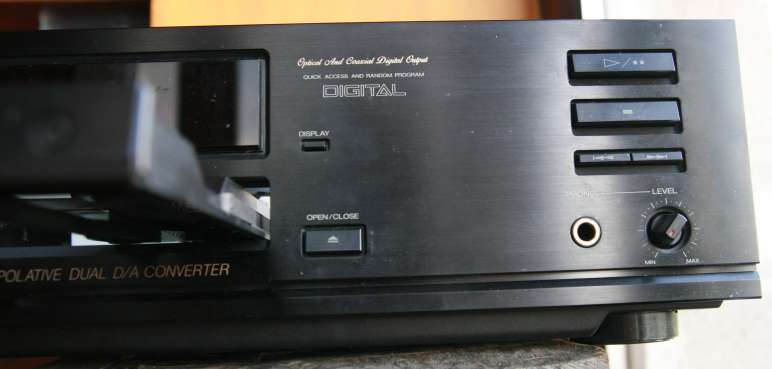 Optical And Coaxial Digital Output
QUICK ACCESS AND RANDOM PROGRAM
DIGITAL
DISPLAY
OPEN/CLOSE
PHONES
LEVEL
MIN
MAX
POLATIVE DUAL D/A CONVERTER